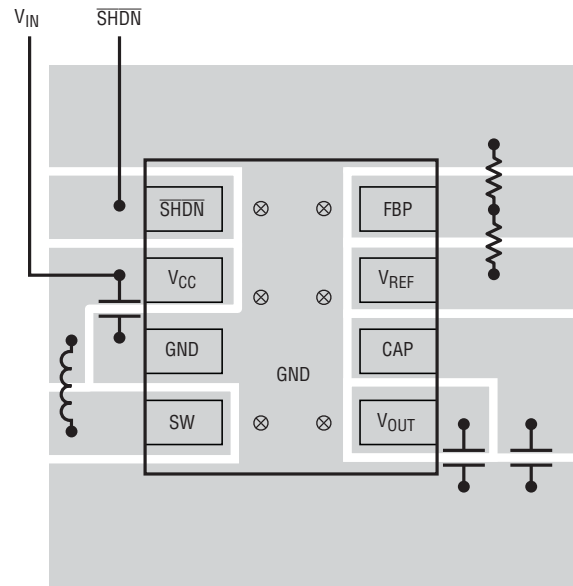 VIN
SHDN
SHDN
FBP
VCC
VREF
GND
CAP
GND
SW
VOUT